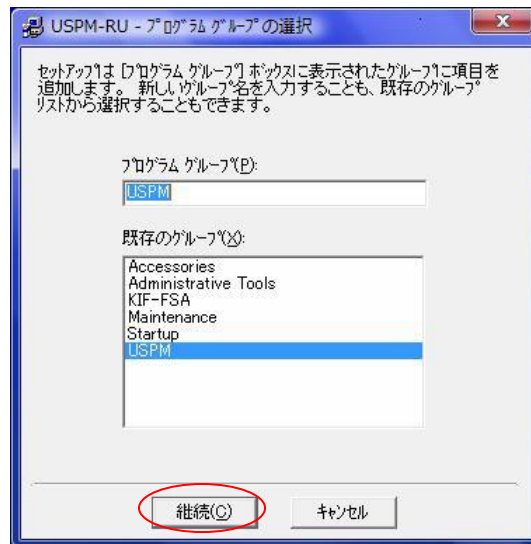 USPM-RU - ﾌﾟﾛｸﾞﾗﾑ ｸﾞﾙｰﾌﾟの選択
ｾｯﾄｱｯﾌﾟは [ﾌﾟﾛｸﾞﾗﾑ ｸﾞﾙｰﾌﾟ] ﾎﾞｯｸｽに表示されたｸﾞﾙｰﾌﾟに項目を
追加します。 新しいｸﾞﾙｰﾌﾟ名を入力することも、既存のｸﾞﾙｰﾌﾟ
ﾘｽﾄから選択することもできます。
ﾌﾟﾛｸﾞﾗﾑ ｸﾞﾙｰﾌﾟ(P):
USPM
既存のｸﾞﾙｰﾌﾟ(X):
Accessories
Administrative Tools
KIF-FSA
Maintenance
Startup
USPM
継続(C)
ｷｬﾝｾﾙ